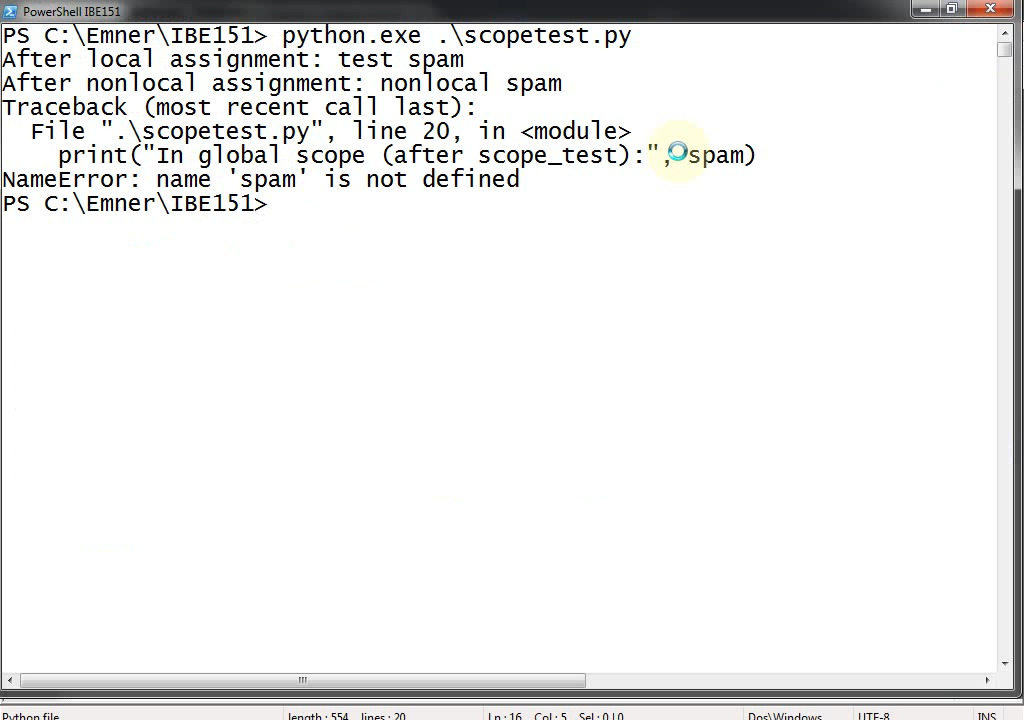 PowerShell IBE151
PS C:\Emner\IBE151> python.exe .\scopetest.py
After local assignment: test spam
After nonlocal assignment: nonlocal spam
Traceback (most recent call last):
  File ".\scopetest.py", line 20, in <module>
    print("In global scope (after scope_test):", spam)
NameError: name 'spam' is not defined
PS C:\Emner\IBE151>
Python file length : 554 lines : 20 Ln : 16 Col : 5 Sel : 0 | 0 Dos\Windows UTF-8 INS